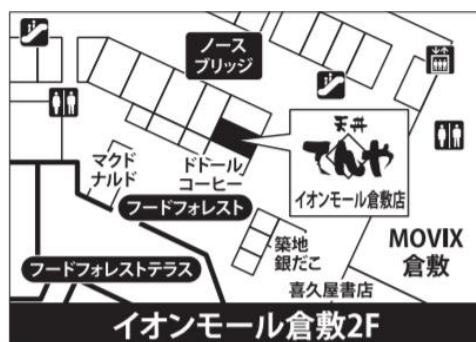 ノース
ブリッジ
天丼
てんや
イオンモール倉敷店
マクド
ナルド
ドトール
コーヒー
フードフォレスト
フードフォレストテラス
築地
銀だこ
MOVIX
倉敷
喜久屋書店
イオンモール倉敷2F